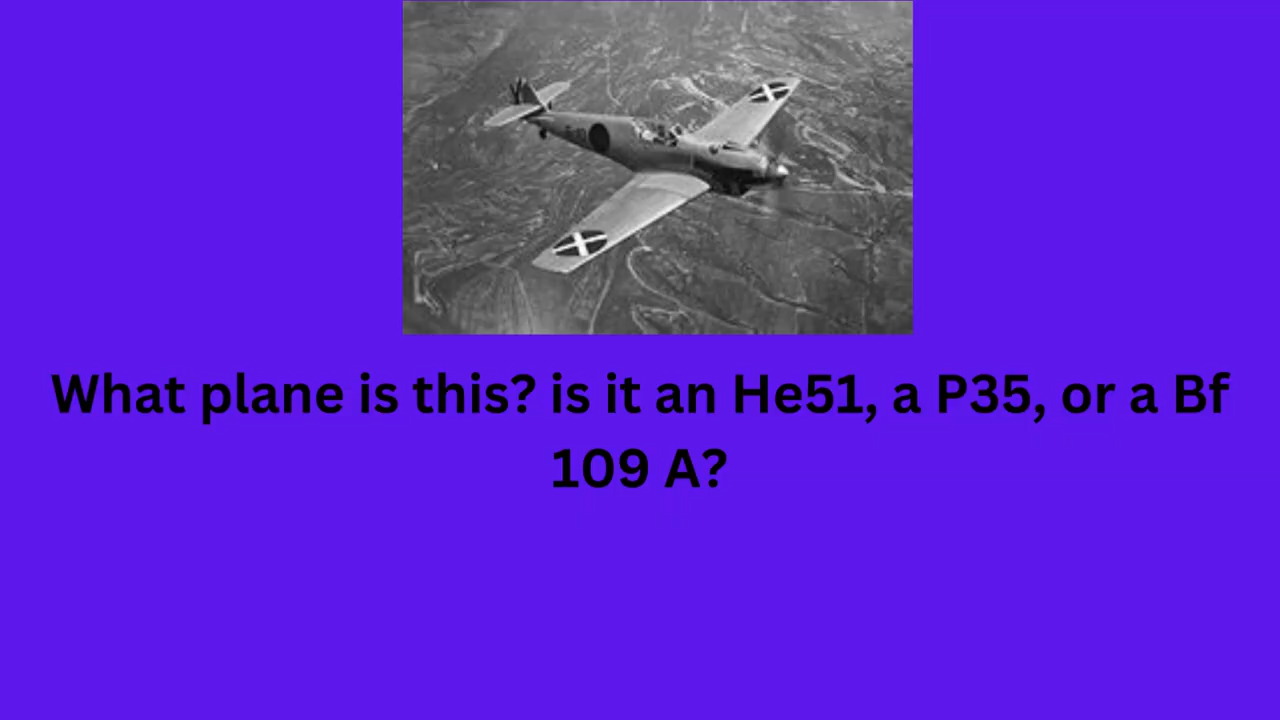 What plane is this? is it an He51, a P35, or a Bf
109 A?